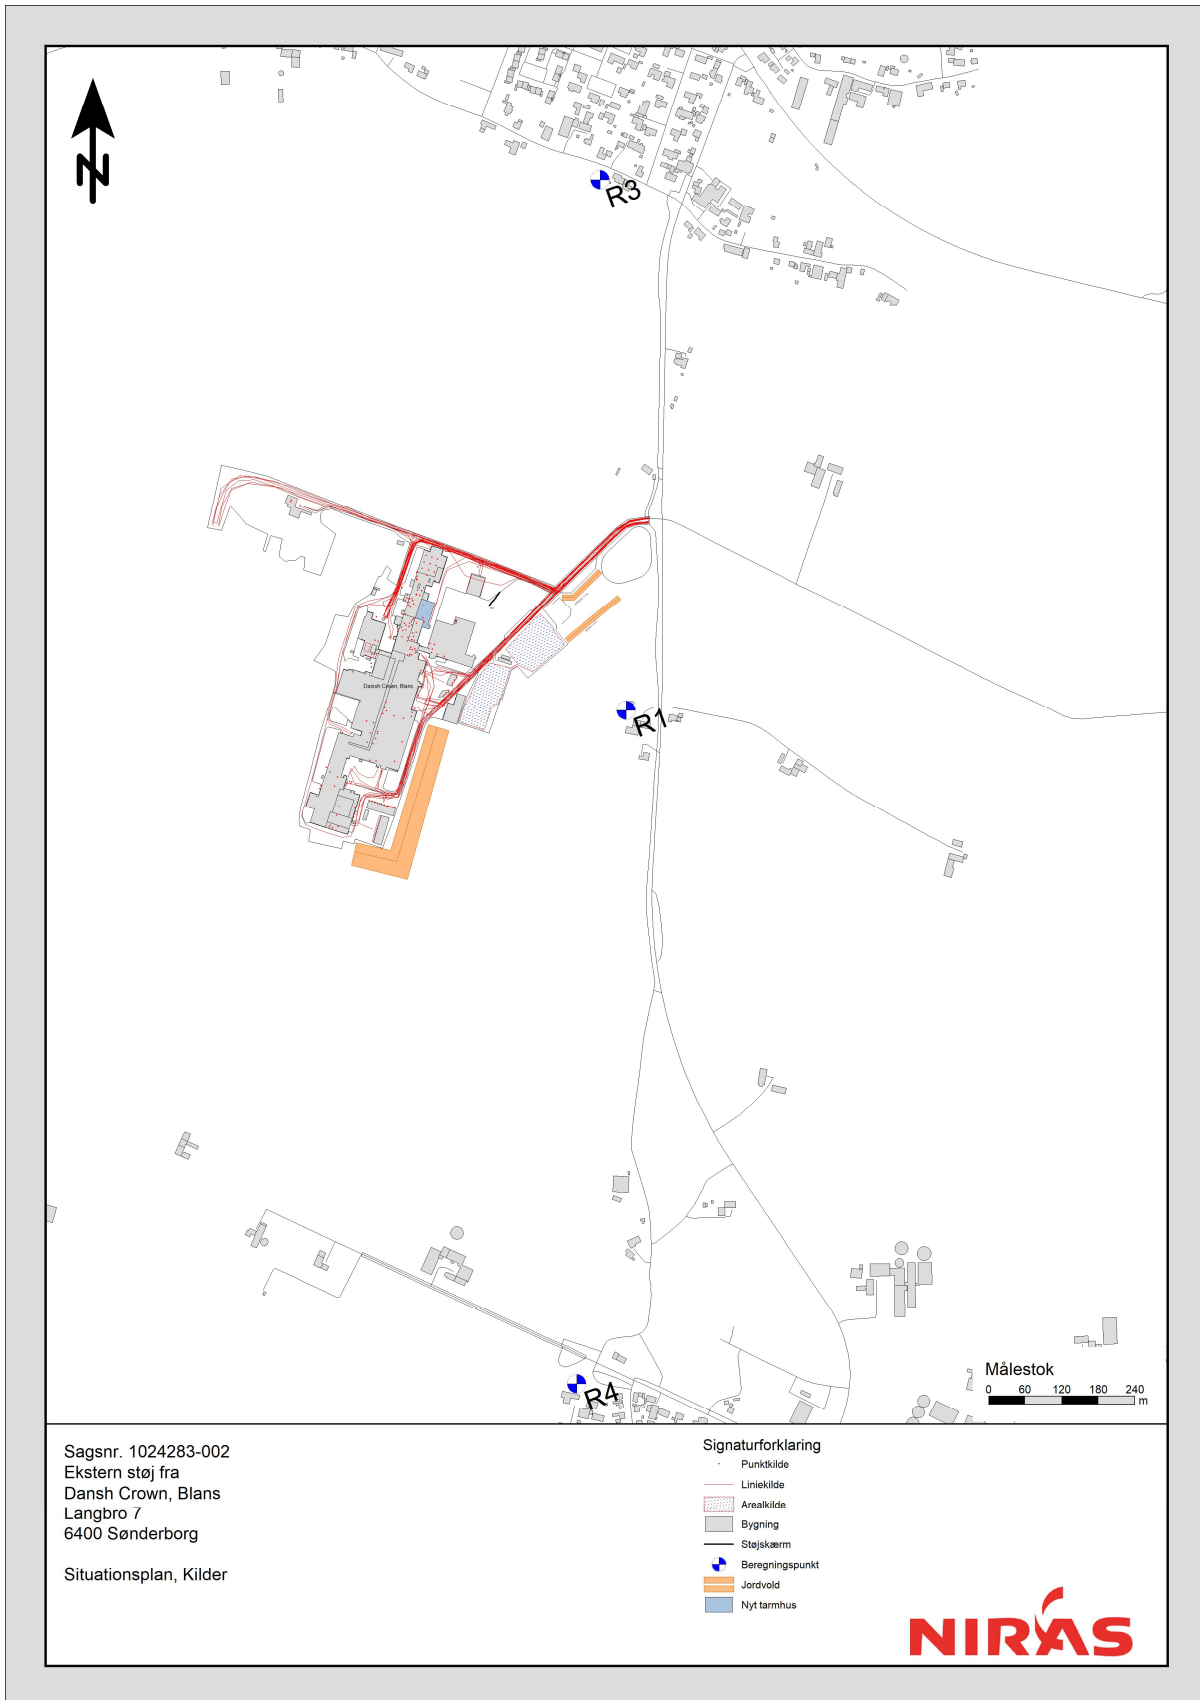 N
R3
Dansh Crown, Blans
R1
R4
Målestok
0 60 120 180 240
m
Sagsnr. 1024283-002
Ekstern støj fra
Dansh Crown, Blans
Langbro 7
6400 Sønderborg
Situationsplan, Kilder
Signaturforklaring
Punktkilde
Liniekilde
Arealkilde
Bygning
Støjskærm
Beregningspunkt
Jordvold
Nyt tarmhus
NIRAS